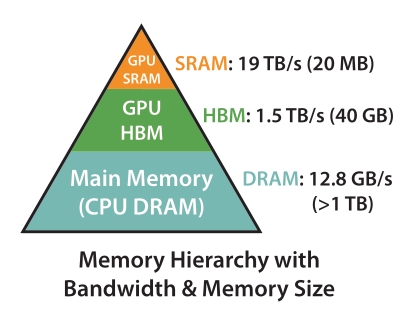 GPU
SRAM
SRAM: 19 TB/s (20 MB)
GPU
HBM
HBM: 1.5 TB/s (40 GB)
Main Memory
(CPU DRAM)
DRAM: 12.8 GB/s
(>1 TB)
Memory Hierarchy with
Bandwidth & Memory Size